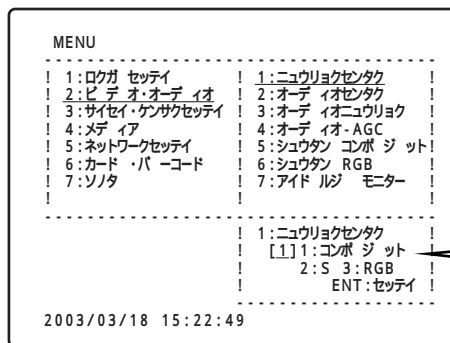 MENU
! 1:ロクガ セッテイ ! 1:ニュウリョクセンタク !
! 2:ビデオ・オーディオ ! 2:オーディオセンタク !
! 3:サイセイ・ケンサクセッテイ ! 3:オーディオニュウリョク !
! 4:メディア ! 4:オーディオ-AGC !
! 5:ネットワークセッテイ ! 5:シュウタン コンポジット!
! 6:カード・バーコード ! 6:シュウタン RGB !
! 7:ソノタ ! 7:アイドルジ モニター !
! 1:ニュウリョクセンタク !
! [1]1:コンポジット !
! 2:S 3:RGB !
! ENT:セッテイ !
2003/03/18 15:22:49